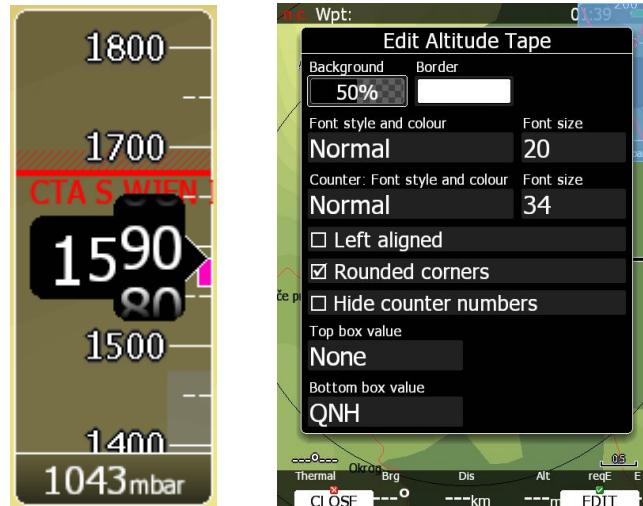 1800
1700
CTA S WIEN
1590
80
1500
1400
1043mbar
Wpt:
01:39
200
Edit Altitude Tape
Background Border
50%
Font style and colour Font size
Normal 20
Counter: Font style and colour Font size
Normal 34
Left aligned
Rounded corners
Hide counter numbers
Top box value
None
Bottom box value
QNH
0.5
Thermal Brg Dis Alt reqE E
CLOSE ---° ---km ---m EDIT